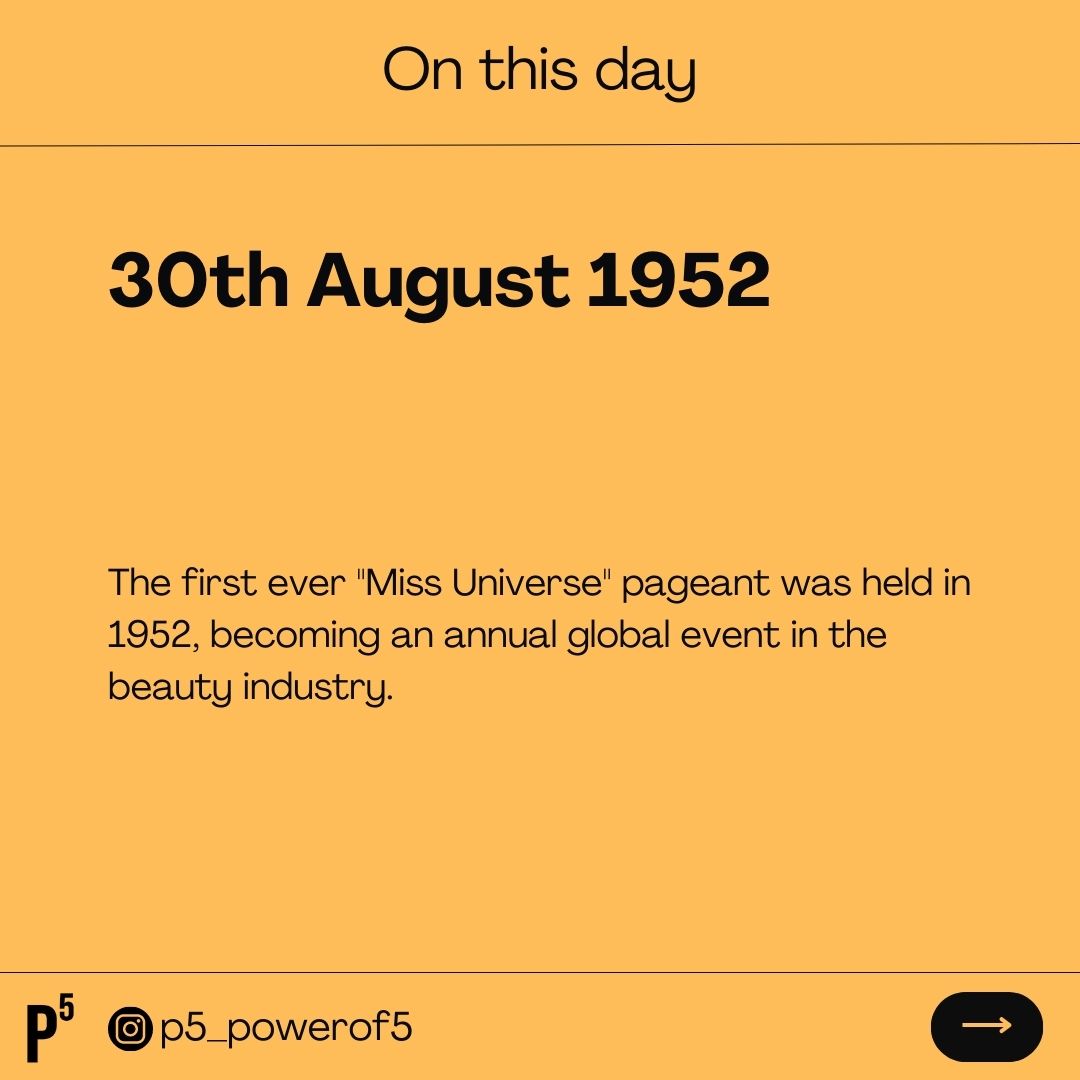 On this day
30th August 1952
The first ever "Miss Universe" pageant was held in
1952, becoming an annual global event in the
beauty industry.
P⁵
p5_powerof5